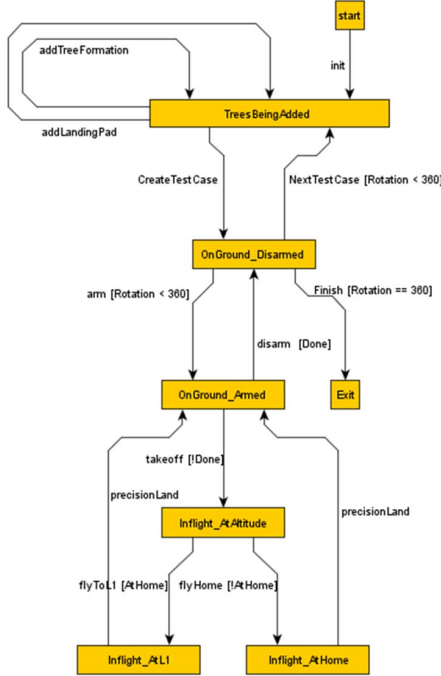 start
addTreeFormation
init
TreesBeingAdded
addLandingPad
CreateTestCase
NextTestCase [Rotation < 360]
OnGround_Disarmed
arm [Rotation < 360]
Finish [Rotation == 360]
disarm [Done]
OnGround_Armed
Exit
takeoff [!Done]
precisionLand
precisionLand
Inflight_AtAltitude
flyToL1 [AtHome]
flyHome [!AtHome]
Inflight_AtL1
Inflight_AtHome